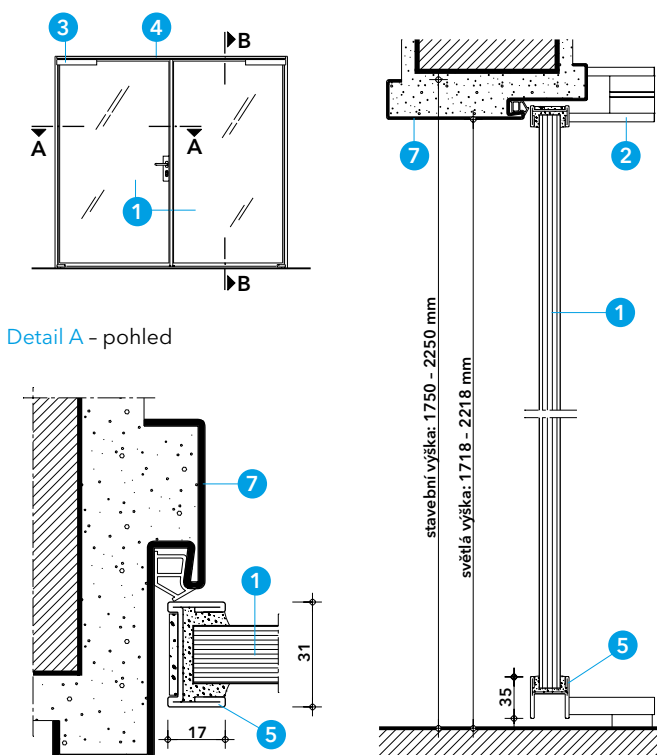 3
4
B
A
A
1
B
Detail A – pohled
7
1
31
17
5
7
2
1
stavební výška: 1750 – 2250 mm
světlá výška: 1718 – 2218 mm
5
35